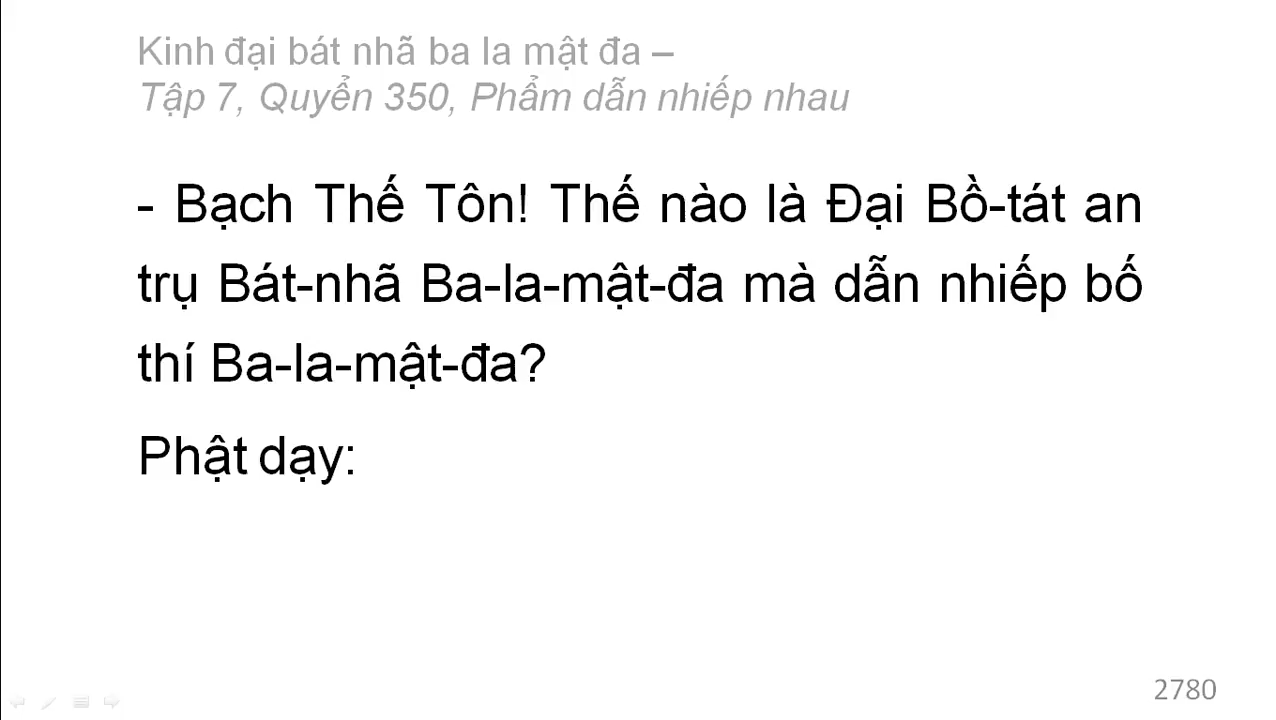 Kinh đại bát nhã ba la mật đa –
Tập 7, Quyển 350, Phẩm dẫn nhiếp nhau
- Bạch Thế Tôn! Thế nào là Đại Bồ-tát an
trụ Bát-nhã Ba-la-mật-đa mà dẫn nhiếp bố
thí Ba-la-mật-đa?
Phật dạy:
2780